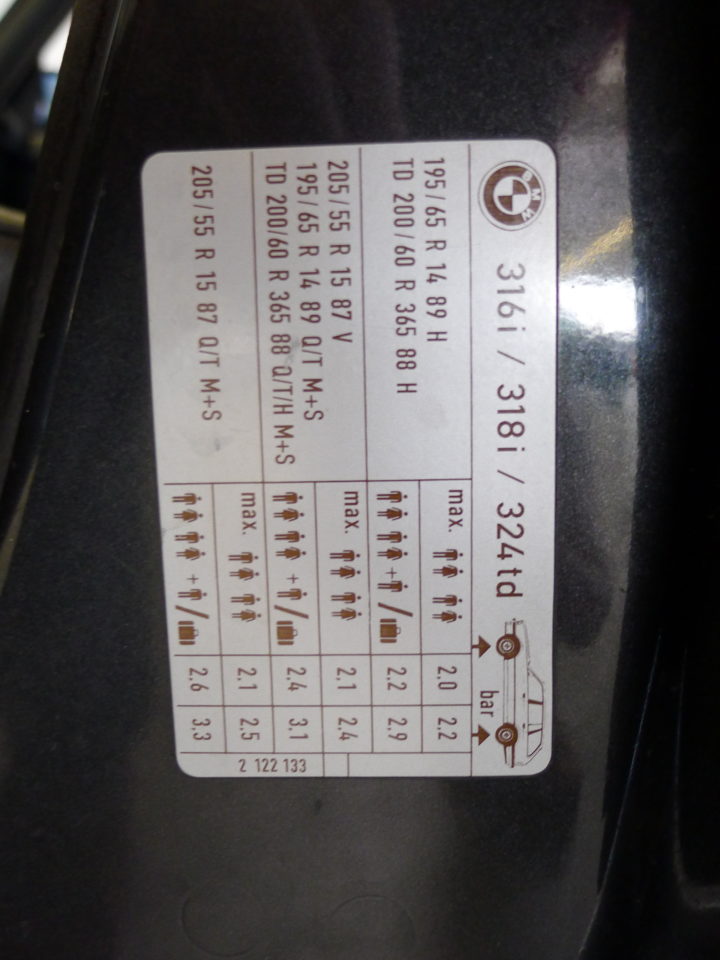 BMW
316i / 318i / 324td
bar
195/65 R 14 89 H
TD 200/60 R 365 88 H
max. 2.0 2.2
+ / 2.2 2.9
205/55 R 15 87 V
195/65 R 14 89 Q/T M+S
TD 200/60 R 365 88 Q/T/H M+S
max. 2.1 2.4
+ / 2.4 3.1
205/55 R 15 87 Q/T M+S
max. 2.1 2.5
+ / 2.6 3.3
2 122 133